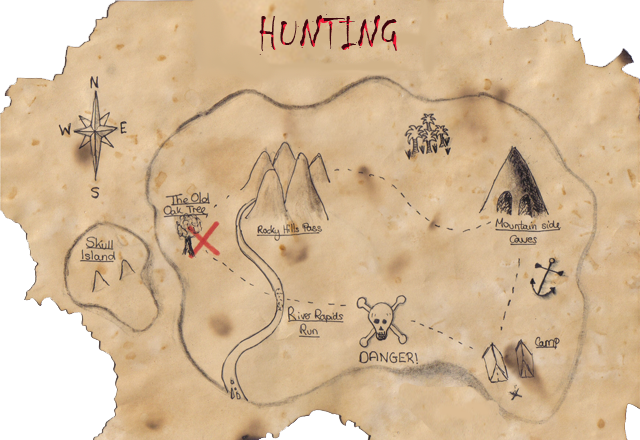 HUNTING
N
W E
S
The Old
Oak Tree
Rocky Hills Pass
Mountain side
Caves
Skull
Island
River Rapids
Run
DANGER!
Camp